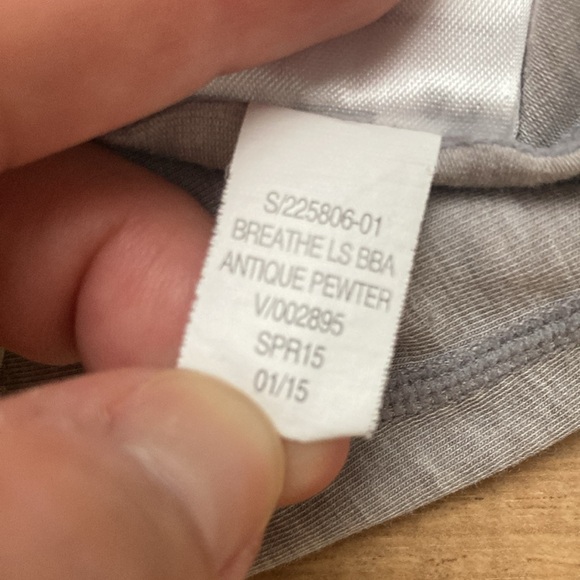 S/225806-01
BREATHE LS BBA
ANTIQUE PEWTER
V/002895
SPR15
01/15